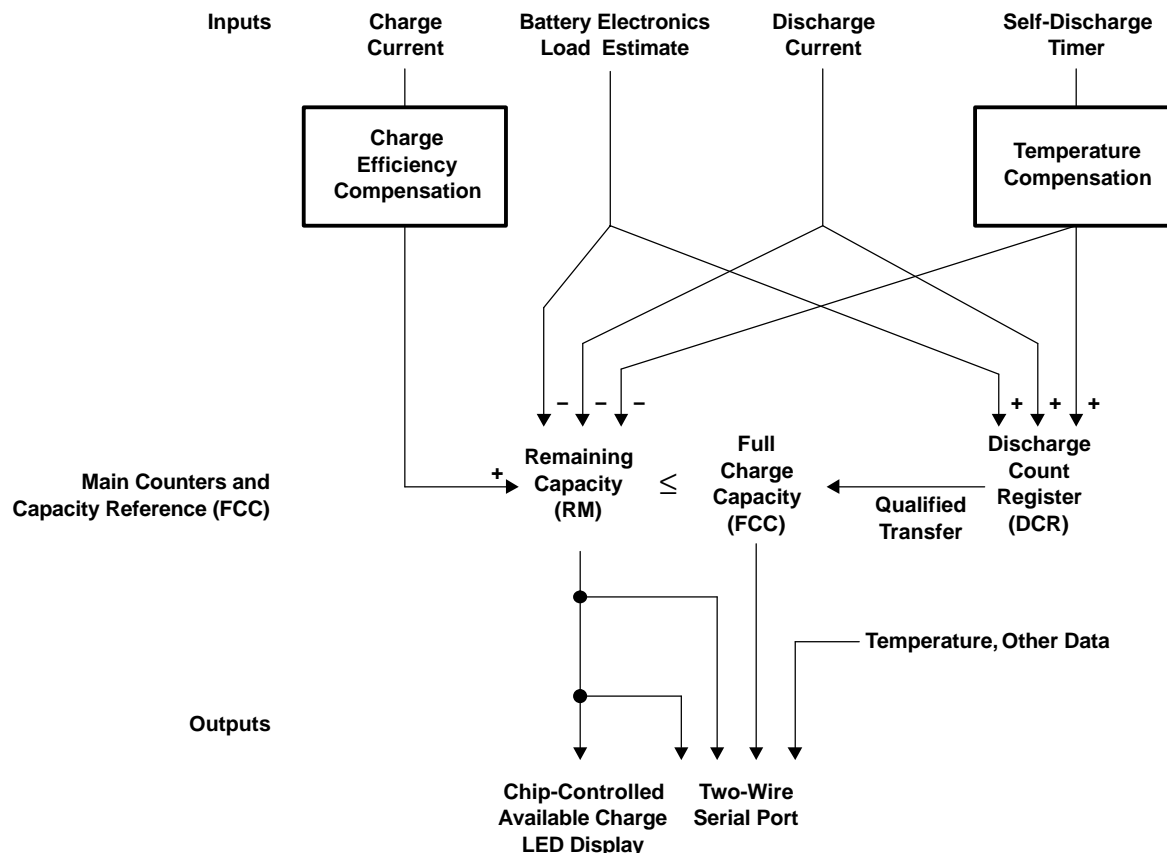 Inputs
Charge
Current
Battery Electronics
Load Estimate
Discharge
Current
Self-Discharge
Timer
Charge
Efficiency
Compensation
Temperature
Compensation
− − −
+ + +
Main Counters and
Capacity Reference (FCC)
+
Remaining
Capacity
(RM)
≤
Full
Charge
Capacity
(FCC)
Qualified
Transfer
Discharge
Count
Register
(DCR)
Temperature, Other Data
Outputs
Chip-Controlled
Available Charge
LED Display
Two-Wire
Serial Port